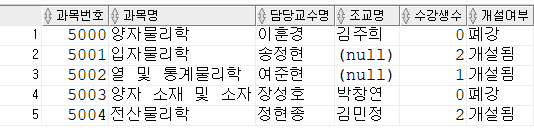 과목번호 과목명 담당교수명 조교명 수강생수 개설여부
1 5000 양자물리학 이훈경 김주희 0 폐강
2 5001 입자물리학 송정현 (null) 2 개설됨
3 5002 열 및 통계물리학 여준현 (null) 1 개설됨
4 5003 양자 소재 및 소자 장성호 박창연 0 폐강
5 5004 전산물리학 정현종 김민정 2 개설됨